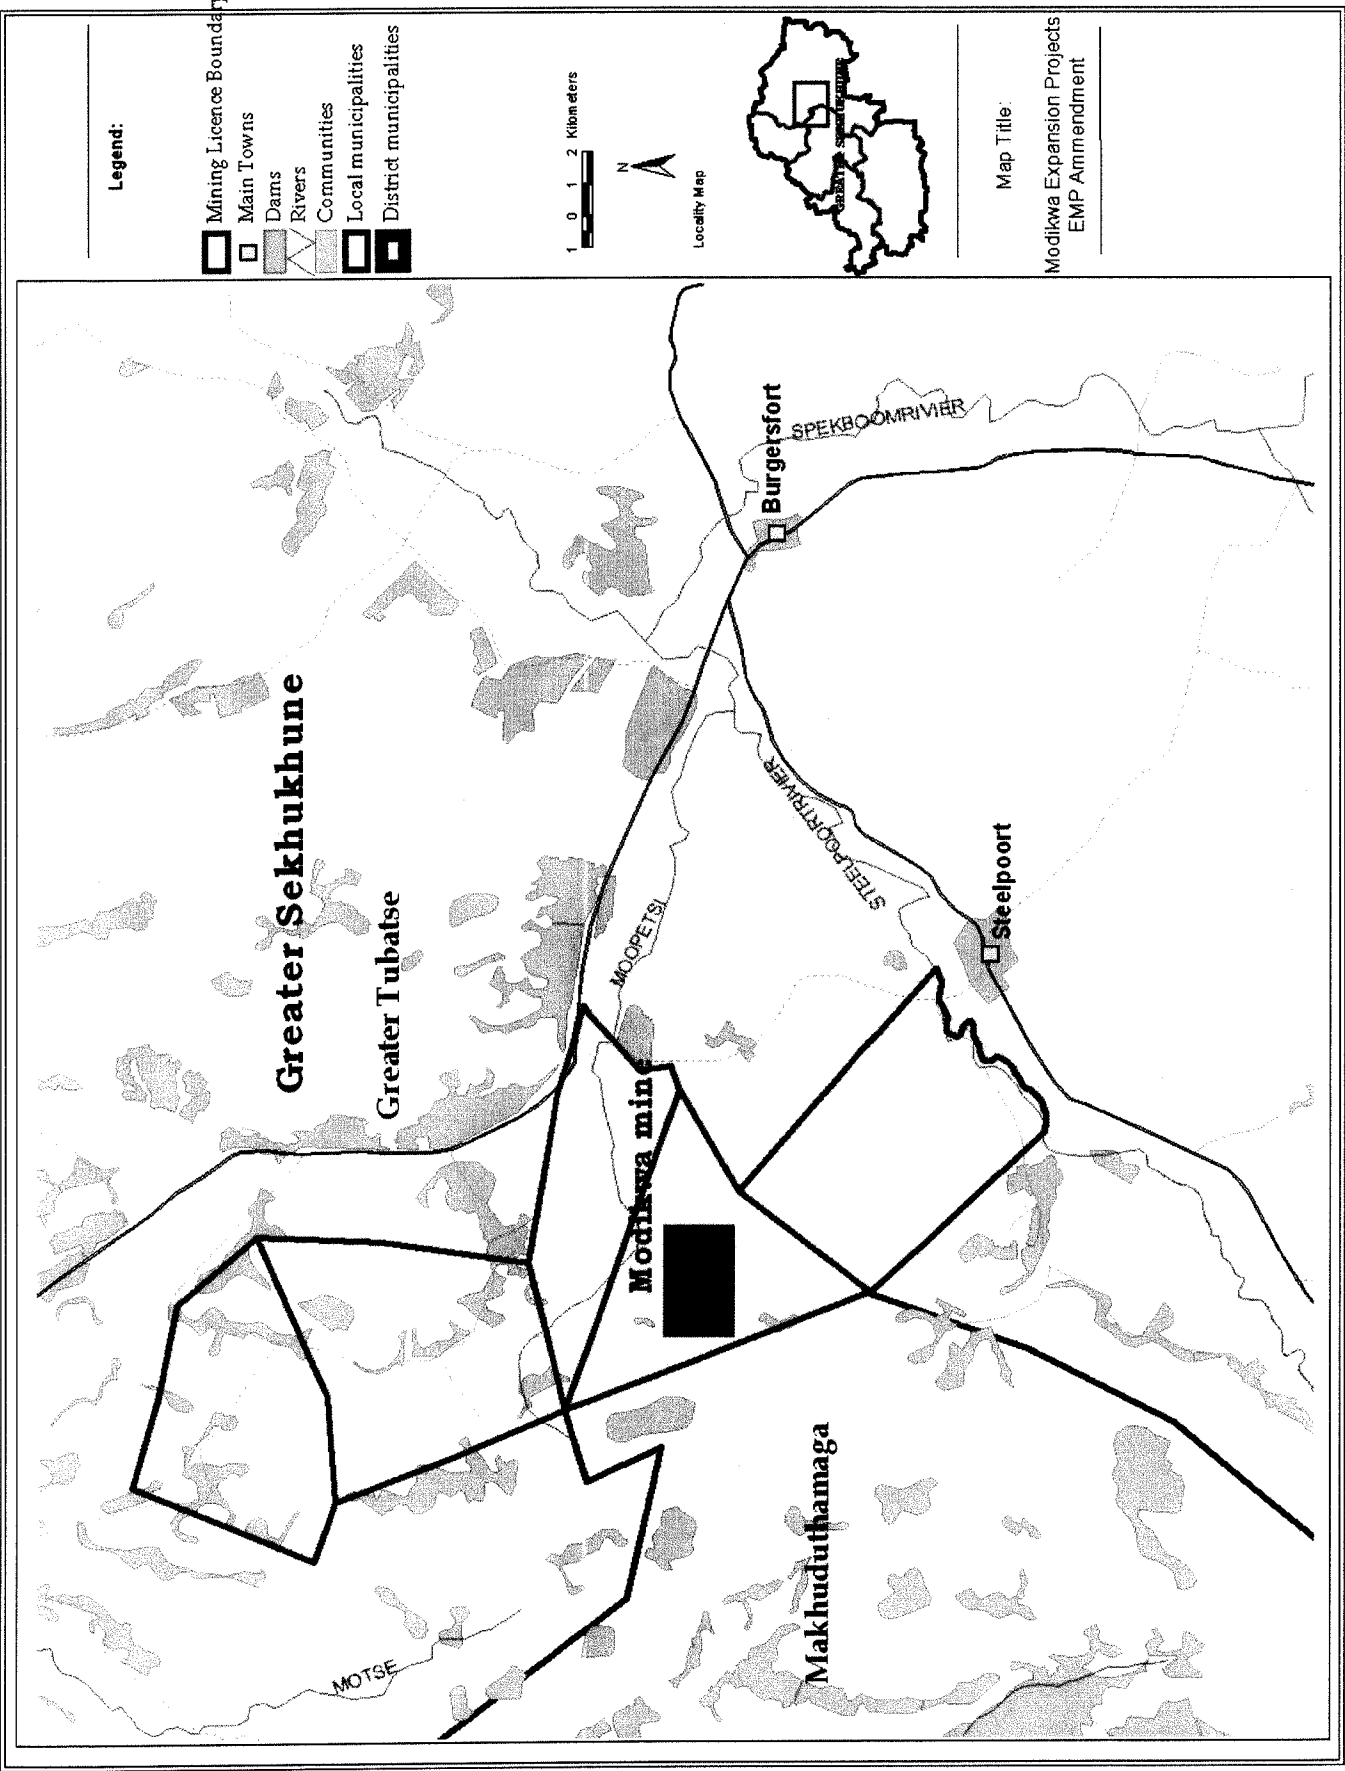 Legend:
Mining Licence Boundary
Main Towns
Dams
Rivers
Communities
Local municipalities
District municipalities
1 0 1 2 Kilometers
N
Locality Map
GREATER SEKHUKHUNE
Map Title:
Modikwa Expansion Projects
EMP Ammendment
Greater Sekhukhune
Greater Tubatse
Burgersfort
SPEKBOOMRIVIER
MOOPETSI
STEELPOORTRIVIER
Steelpoort
Modikwa mine
Makhuduthamaga
MOTSE